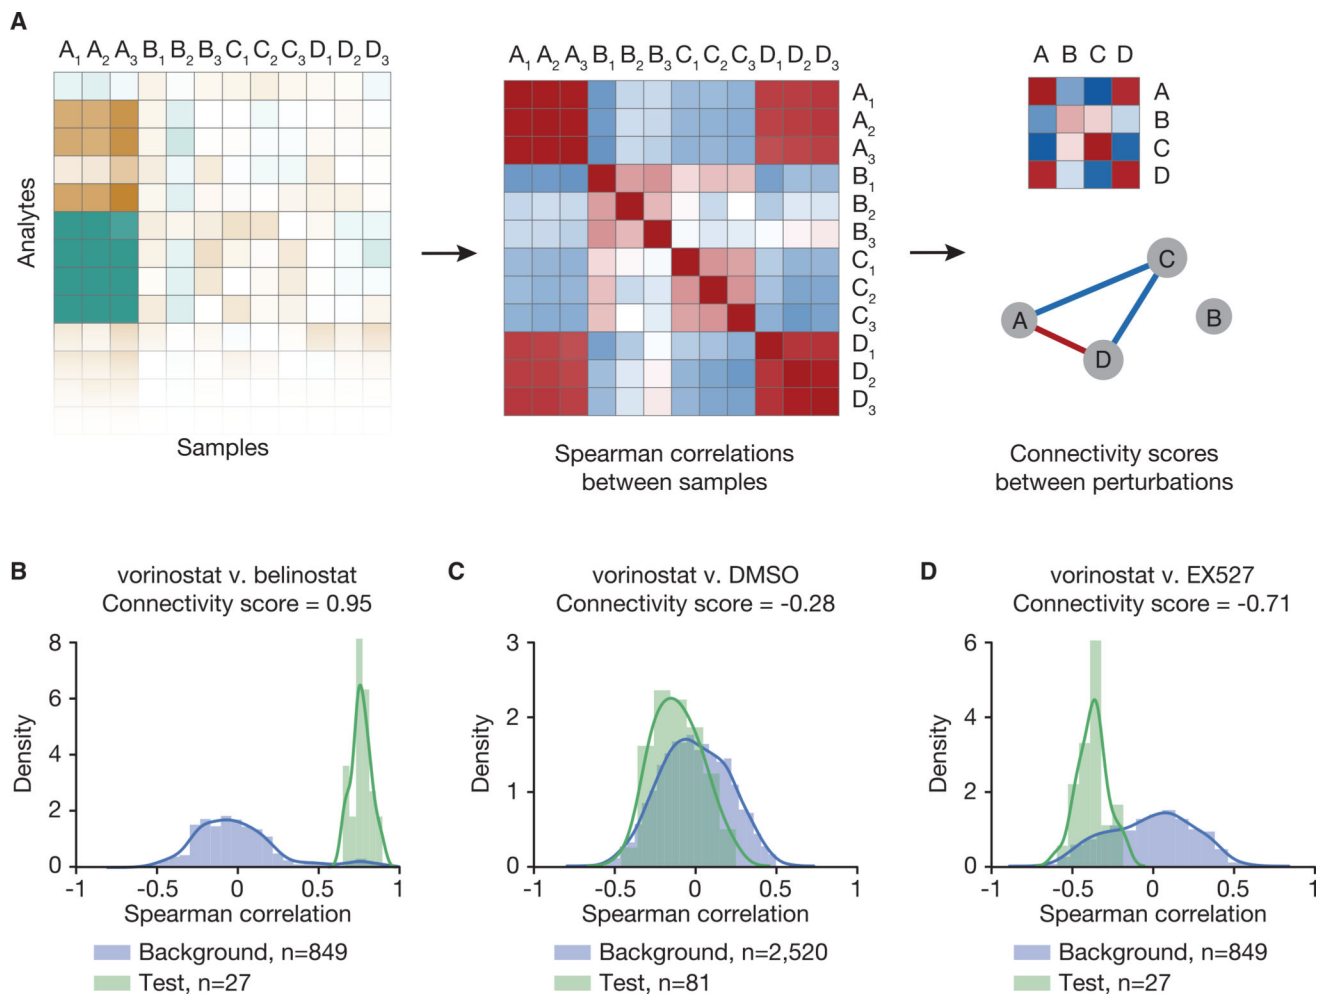 A
A₁ A₂ A₃ B₁ B₂ B₃ C₁ C₂ C₃ D₁ D₂ D₃
Analytes
Samples
A₁ A₂ A₃ B₁ B₂ B₃ C₁ C₂ C₃ D₁ D₂ D₃
A₁
A₂
A₃
B₁
B₂
B₃
C₁
C₂
C₃
D₁
D₂
D₃
Spearman correlations
between samples
A B C D
A
B
C
D
C
A
B
D
Connectivity scores
between perturbations
B
vorinostat v. belinostat
Connectivity score = 0.95
8
6
4
2
0
Density
-1 -0.5 0 0.5 1
Spearman correlation
Background, n=849
Test, n=27
C
vorinostat v. DMSO
Connectivity score = -0.28
3
2
1
0
Density
-1 -0.5 0 0.5 1
Spearman correlation
Background, n=2,520
Test, n=81
D
vorinostat v. EX527
Connectivity score = -0.71
6
4
2
0
Density
-1 -0.5 0 0.5 1
Spearman correlation
Background, n=849
Test, n=27